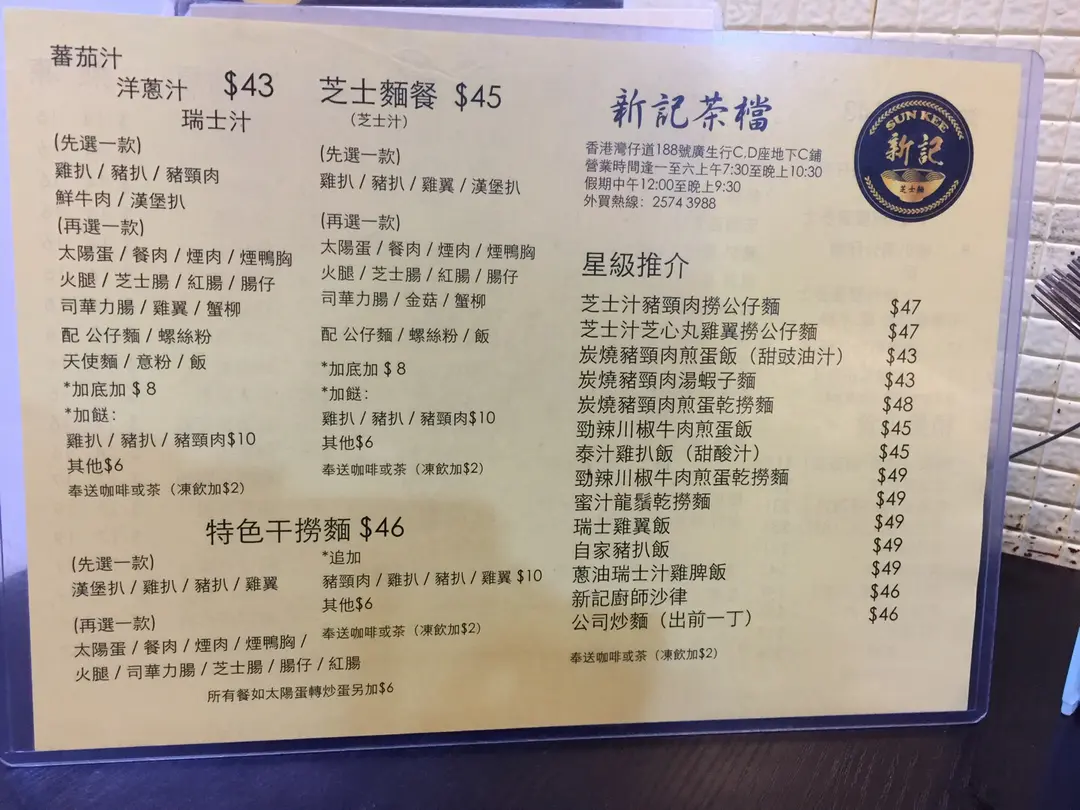 蕃茄汁
洋蔥汁 $43
瑞士汁
(先選一款)
雞扒 / 豬扒 / 豬頸肉
鮮牛肉 / 漢堡扒
(再選一款)
太陽蛋 / 餐肉 / 煙肉 / 煙鴨胸
火腿 / 芝士腸 / 紅腸 / 腸仔
司華力腸 / 雞翼 / 蟹柳
配 公仔麵 / 螺絲粉
天使麵 / 意粉 / 飯
*加底加 $ 8
*加餸:
雞扒 / 豬扒 / 豬頸肉$10
其他$6
奉送咖啡或茶（凍飲加$2）
芝士麵餐 $45
(芝士汁)
(先選一款)
雞扒 / 豬扒 / 雞翼 / 漢堡扒
(再選一款)
太陽蛋 / 餐肉 / 煙肉 / 煙鴨胸
火腿 / 芝士腸 / 紅腸 / 腸仔
司華力腸 / 金菇 / 蟹柳
配 公仔麵 / 螺絲粉 / 飯
*加底加 $ 8
*加餸:
雞扒 / 豬扒 / 豬頸肉$10
其他$6
奉送咖啡或茶（凍飲加$2）
特色干撈麵 $46
(先選一款)
漢堡扒 / 雞扒 / 豬扒 / 雞翼
(再選一款)
太陽蛋 / 餐肉 / 煙肉 / 煙鴨胸 /
火腿 / 司華力腸 / 芝士腸 / 腸仔 / 紅腸
*追加
豬頸肉 / 雞扒 / 豬扒 / 雞翼 $10
其他$6
奉送咖啡或茶（凍飲加$2）
所有餐如太陽蛋轉炒蛋另加$6
新記茶檔
香港灣仔道188號廣生行C,D座地下C鋪
營業時間逢一至六上午7:30至晚上10:30
假期中午12:00至晚上9:30
外買熱線: 2574 3988
SUN KEE
新記
芝士麵
星級推介
芝士汁豬頸肉撈公仔麵 $47
芝士汁芝心丸雞翼撈公仔麵 $47
炭燒豬頸肉煎蛋飯（甜豉油汁） $43
炭燒豬頸肉湯蝦子麵 $43
炭燒豬頸肉煎蛋乾撈麵 $48
勁辣川椒牛肉煎蛋飯 $45
泰汁雞扒飯（甜酸汁） $45
勁辣川椒牛肉煎蛋乾撈麵 $49
蜜汁龍鬚乾撈麵 $49
瑞士雞翼飯 $49
自家豬扒飯 $49
蔥油瑞士汁雞脾飯 $49
新記廚師沙律 $46
公司炒麵（出前一丁） $46
奉送咖啡或茶（凍飲加$2）